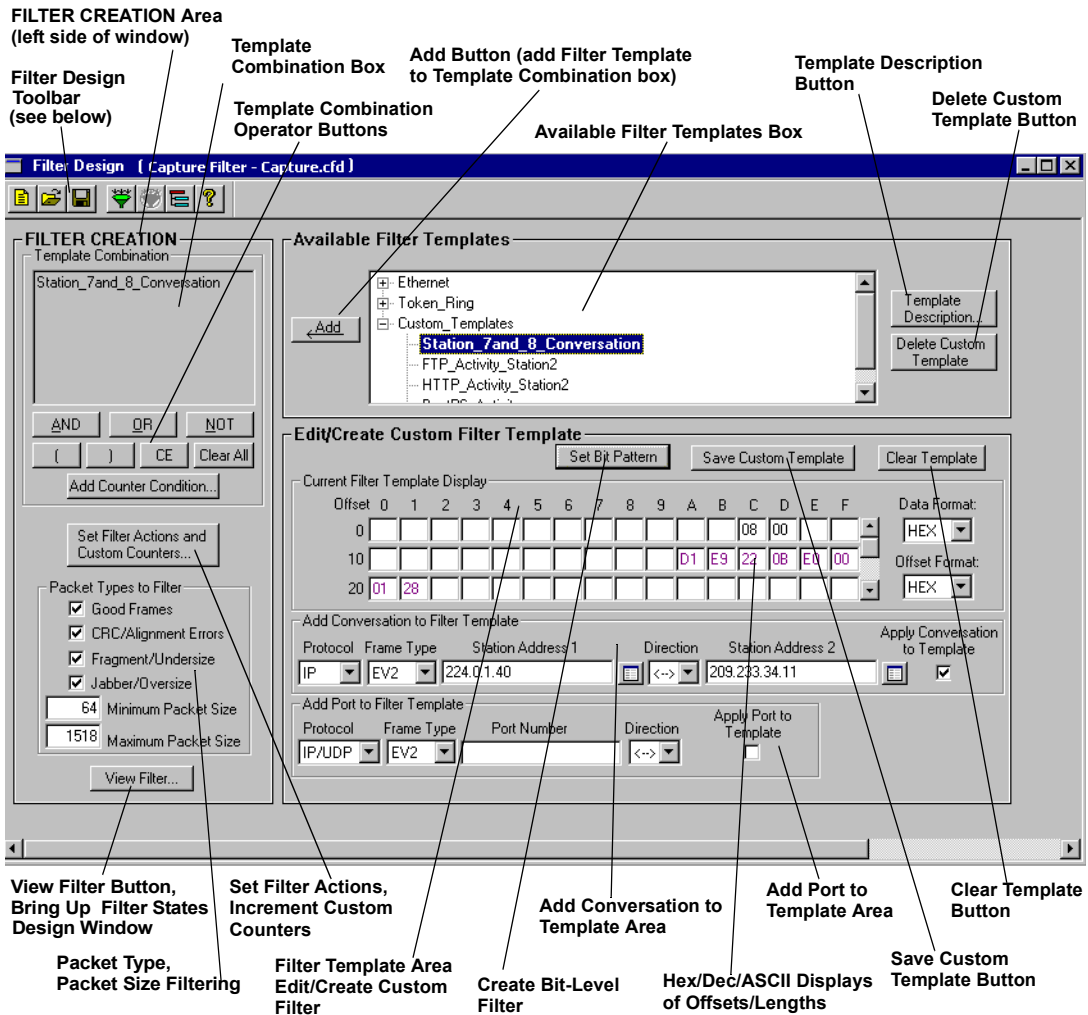 FILTER CREATION Area
(left side of window)
Template
Combination Box
Add Button (add Filter Template
to Template Combination box)
Template Description
Button
Filter Design
Toolbar
(see below)
Delete Custom
Template Button
Template Combination
Operator Buttons
Available Filter Templates Box
Filter Design ( Capture Filter - Capture.cfd )
FILTER CREATION
Template Combination
Station_7and_8_Conversation
AND OR NOT
( ) CE Clear All
Add Counter Condition...
Set Filter Actions and
Custom Counters...
Packet Types to Filter
Good Frames
CRC/Alignment Errors
Fragment/Undersize
Jabber/Oversize
64 Minimum Packet Size
1518 Maximum Packet Size
View Filter...
Available Filter Templates
Add
Ethernet
Token_Ring
Custom_Templates
Station_7and_8_Conversation
FTP_Activity_Station2
HTTP_Activity_Station2
Template
Description...
Delete Custom
Template
Edit/Create Custom Filter Template
Set Bit Pattern Save Custom Template Clear Template
Current Filter Template Display
Offset 0 1 2 3 4 5 6 7 8 9 A B C D E F
0 08 00
10 D1 E9 22 0B E0 00
20 01 28
Data Format:
HEX
Offset Format:
HEX
Add Conversation to Filter Template
Protocol Frame Type Station Address 1 Direction Station Address 2 Apply Conversation
to Template
IP EV2 224.0.1.40 <--> 209.233.34.11
Add Port to Filter Template
Protocol Frame Type Port Number Direction Apply Port to
Template
IP/UDP EV2 <-->
View Filter Button,
Bring Up Filter States
Design Window
Set Filter Actions,
Increment Custom
Counters
Add Conversation to
Template Area
Add Port to
Template Area
Clear Template
Button
Packet Type,
Packet Size Filtering
Filter Template Area
Edit/Create Custom
Filter
Create Bit-Level
Filter
Hex/Dec/ASCII Displays
of Offsets/Lengths
Save Custom
Template Button